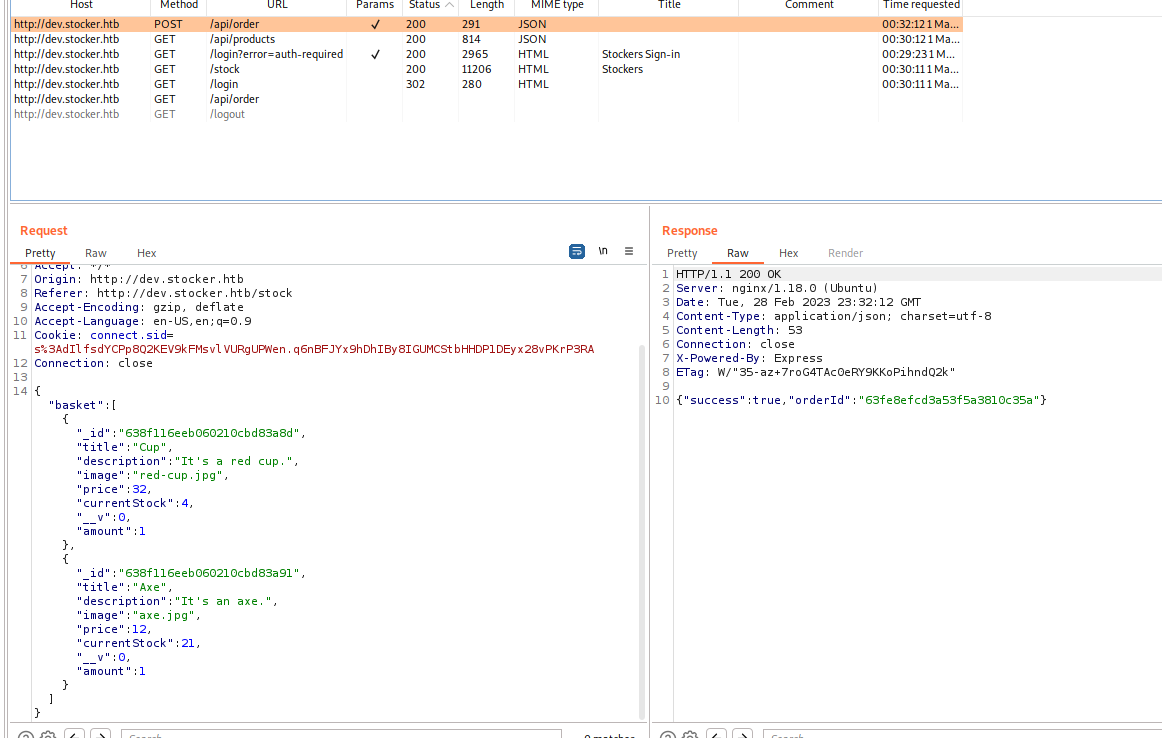 Host Method URL Params Status Length MIME type Title Comment Time requested
http://dev.stocker.htb POST /api/order ✓ 200 291 JSON 00:32:12 1 Ma...
http://dev.stocker.htb GET /api/products 200 814 JSON 00:30:12 1 Ma...
http://dev.stocker.htb GET /login?error=auth-required ✓ 200 2965 HTML Stockers Sign-in 00:29:23 1 M...
http://dev.stocker.htb GET /stock 200 11206 HTML Stockers 00:30:11 1 Ma...
http://dev.stocker.htb GET /login 302 280 HTML 00:30:11 1 Ma...
http://dev.stocker.htb GET /api/order
http://dev.stocker.htb GET /logout
Request
Pretty Raw Hex
\n
6 Accept: */*
7 Origin: http://dev.stocker.htb
8 Referer: http://dev.stocker.htb/stock
9 Accept-Encoding: gzip, deflate
10 Accept-Language: en-US,en;q=0.9
11 Cookie: connect.sid=
s%3AdIlfsdYCPp8Q2KEV9kFMsvlVURgUPWen.q6nBFJYx9hDhIBy8IGUMCStbHHDP1DEyx28vPKrP3RA
12 Connection: close
13
14 {
"basket":[
{
"_id":"638f116eeb060210cbd83a8d",
"title":"Cup",
"description":"It's a red cup.",
"image":"red-cup.jpg",
"price":32,
"currentStock":4,
"__v":0,
"amount":1
},
{
"_id":"638f116eeb060210cbd83a91",
"title":"Axe",
"description":"It's an axe.",
"image":"axe.jpg",
"price":12,
"currentStock":21,
"__v":0,
"amount":1
}
]
}
Search... 0 matches
Response
Pretty Raw Hex Render
1 HTTP/1.1 200 OK
2 Server: nginx/1.18.0 (Ubuntu)
3 Date: Tue, 28 Feb 2023 23:32:12 GMT
4 Content-Type: application/json; charset=utf-8
5 Content-Length: 53
6 Connection: close
7 X-Powered-By: Express
8 ETag: W/"35-az+7roG4TAc0eRY9KKoPihndQ2k"
9
10 {"success":true,"orderId":"63fe8efcd3a53f5a3810c35a"}
Search...